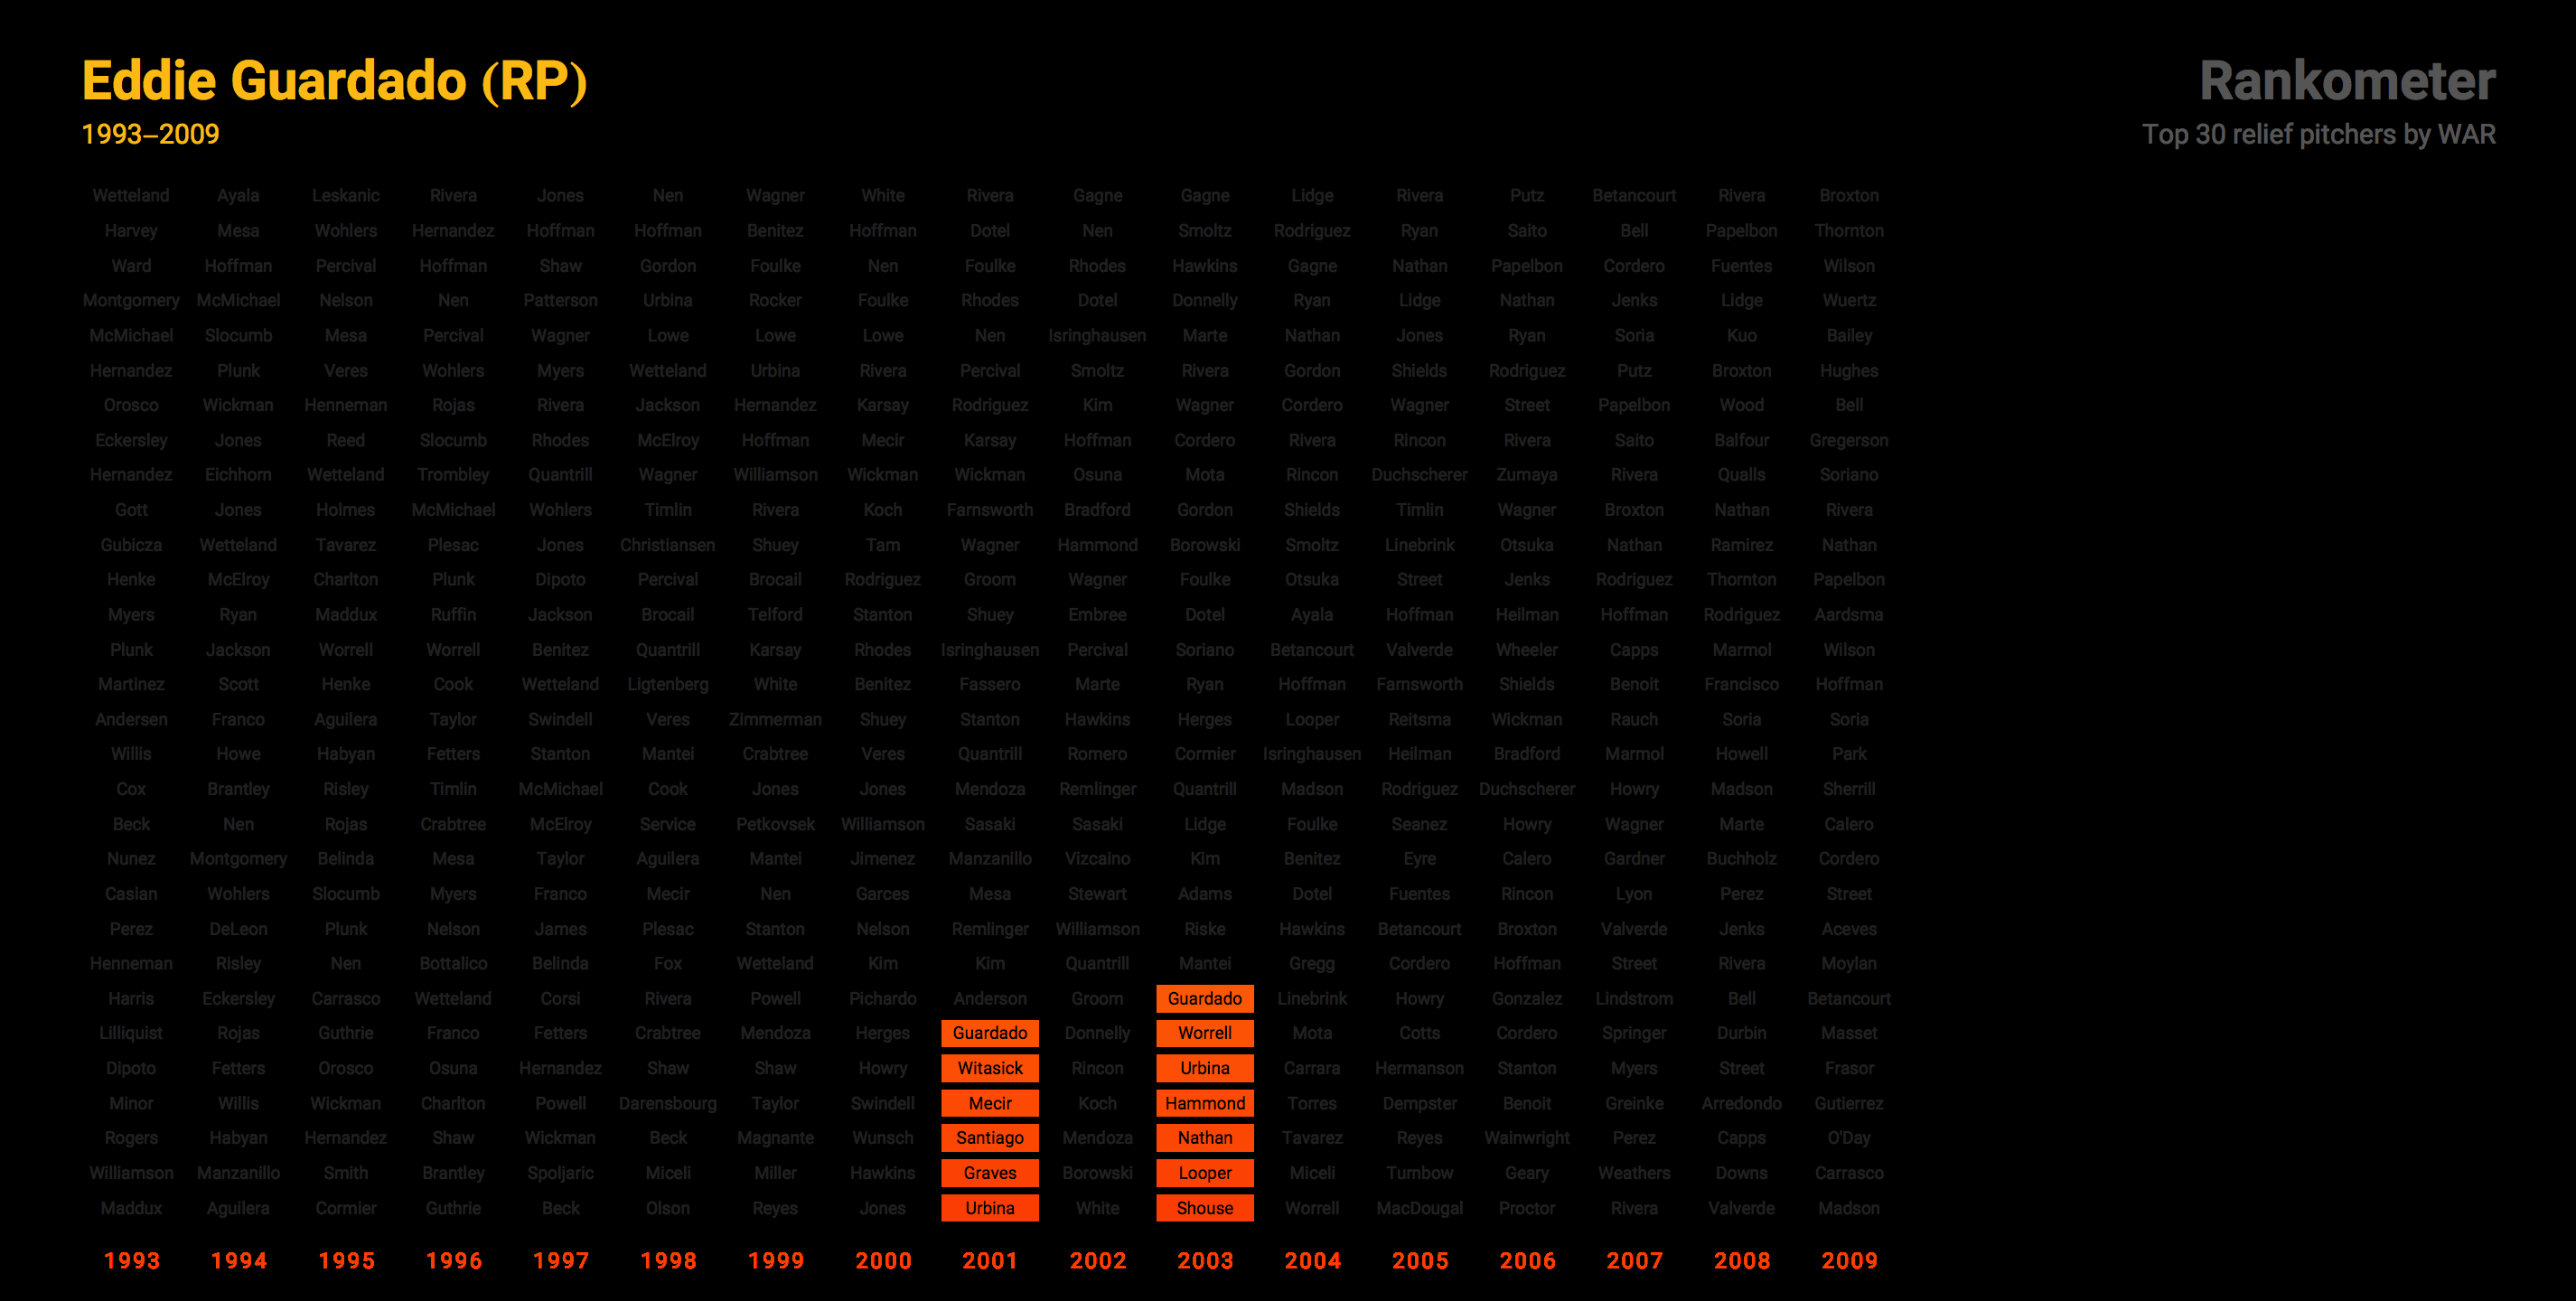 Eddie Guardado (RP)
1993–2009
Rankometer
Top 30 relief pitchers by WAR
Wetteland Ayala Leskanic Rivera Jones Nen Wagner White Rivera Gagne Gagne Lidge Rivera Putz Betancourt Rivera Broxton
Harvey Mesa Wohlers Hernandez Hoffman Hoffman Benitez Hoffman Dotel Nen Smoltz Rodriguez Ryan Saito Bell Papelbon Thornton
Ward Hoffman Percival Hoffman Shaw Gordon Foulke Nen Foulke Rhodes Hawkins Gagne Nathan Papelbon Cordero Fuentes Wilson
Montgomery McMichael Nelson Nen Patterson Urbina Rocker Foulke Rhodes Dotel Donnelly Ryan Lidge Nathan Jenks Lidge Wuertz
McMichael Slocumb Mesa Percival Wagner Lowe Lowe Lowe Nen Isringhausen Marte Nathan Jones Ryan Soria Kuo Bailey
Hernandez Plunk Veres Wohlers Myers Wetteland Urbina Rivera Percival Smoltz Rivera Gordon Shields Rodriguez Putz Broxton Hughes
Orosco Wickman Henneman Rojas Rivera Jackson Hernandez Karsay Rodriguez Kim Wagner Cordero Wagner Street Papelbon Wood Bell
Eckersley Jones Reed Slocumb Rhodes McElroy Hoffman Mecir Karsay Hoffman Cordero Rivera Rincon Rivera Saito Balfour Gregerson
Hernandez Eichhorn Wetteland Trombley Quantrill Wagner Williamson Wickman Wickman Osuna Mota Rincon Duchscherer Zumaya Rivera Qualls Soriano
Gott Jones Holmes McMichael Wohlers Timlin Rivera Koch Farnsworth Bradford Gordon Shields Timlin Wagner Broxton Nathan Rivera
Gubicza Wetteland Tavarez Plesac Jones Christiansen Shuey Tam Wagner Hammond Borowski Smoltz Linebrink Otsuka Nathan Ramirez Nathan
Henke McElroy Charlton Plunk Dipoto Percival Brocail Rodriguez Groom Wagner Foulke Otsuka Street Jenks Rodriguez Thornton Papelbon
Myers Ryan Maddux Ruffin Jackson Brocail Telford Stanton Shuey Embree Dotel Ayala Hoffman Heilman Hoffman Rodriguez Aardsma
Plunk Jackson Worrell Worrell Benitez Quantrill Karsay Rhodes Isringhausen Percival Soriano Betancourt Valverde Wheeler Capps Marmol Wilson
Martinez Scott Henke Cook Wetteland Ligtenberg White Benitez Fassero Marte Ryan Hoffman Farnsworth Shields Benoit Francisco Hoffman
Andersen Franco Aguilera Taylor Swindell Veres Zimmerman Shuey Stanton Hawkins Herges Looper Reitsma Wickman Rauch Soria Soria
Willis Howe Habyan Fetters Stanton Mantei Crabtree Veres Quantrill Romero Cormier Isringhausen Heilman Bradford Marmol Howell Park
Cox Brantley Risley Timlin McMichael Cook Jones Jones Mendoza Remlinger Quantrill Madson Rodriguez Duchscherer Howry Madson Sherrill
Beck Nen Rojas Crabtree McElroy Service Petkovsek Williamson Sasaki Sasaki Lidge Foulke Seanez Howry Wagner Marte Calero
Nunez Montgomery Belinda Mesa Taylor Aguilera Mantei Jimenez Manzanillo Vizcaino Kim Benitez Eyre Calero Gardner Buchholz Cordero
Casian Wohlers Slocumb Myers Franco Mecir Nen Garces Mesa Stewart Adams Dotel Fuentes Rincon Lyon Perez Street
Perez DeLeon Plunk Nelson James Plesac Stanton Nelson Remlinger Williamson Riske Hawkins Betancourt Broxton Valverde Jenks Aceves
Henneman Risley Nen Bottalico Belinda Fox Wetteland Kim Kim Quantrill Mantei Gregg Cordero Hoffman Street Rivera Moylan
Harris Eckersley Carrasco Wetteland Corsi Rivera Powell Pichardo Anderson Groom Guardado Linebrink Howry Gonzalez Lindstrom Bell Betancourt
Lilliquist Rojas Guthrie Franco Fetters Crabtree Mendoza Herges Guardado Donnelly Worrell Mota Cotts Cordero Springer Durbin Masset
Dipoto Fetters Orosco Osuna Hernandez Shaw Shaw Howry Witasick Rincon Urbina Carrara Hermanson Stanton Myers Street Frasor
Minor Willis Wickman Charlton Powell Darensbourg Taylor Swindell Mecir Koch Hammond Torres Dempster Benoit Greinke Arredondo Gutierrez
Rogers Habyan Hernandez Shaw Wickman Beck Magnante Wunsch Santiago Mendoza Nathan Tavarez Reyes Wainwright Perez Capps O'Day
Williamson Manzanillo Smith Brantley Spoljaric Miceli Miller Hawkins Graves Borowski Looper Miceli Turnbow Geary Weathers Downs Carrasco
Maddux Aguilera Cormier Guthrie Beck Olson Reyes Jones Urbina White Shouse Worrell MacDougal Proctor Rivera Valverde Madson
1993 1994 1995 1996 1997 1998 1999 2000 2001 2002 2003 2004 2005 2006 2007 2008 2009